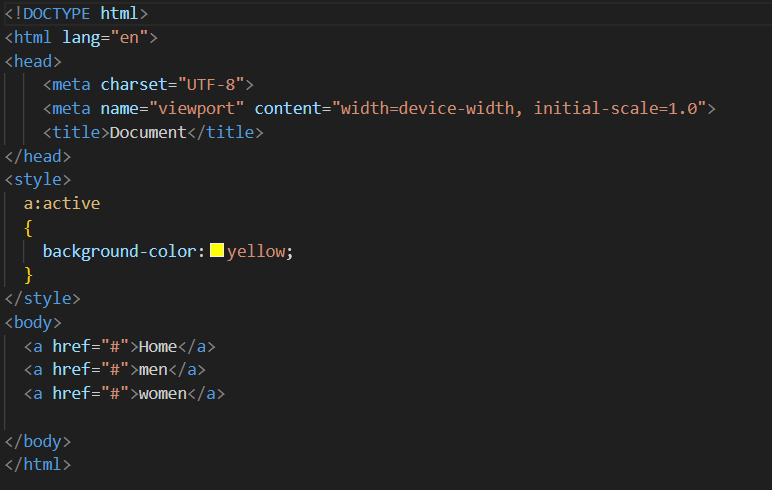 <!DOCTYPE html>
<html lang="en">
<head>
    <meta charset="UTF-8">
    <meta name="viewport" content="width=device-width, initial-scale=1.0">
    <title>Document</title>
</head>
<style>
  a:active
  {
    background-color:yellow;
  }
</style>
<body>
  <a href="#">Home</a>
  <a href="#">men</a>
  <a href="#">women</a>
</body>
</html>